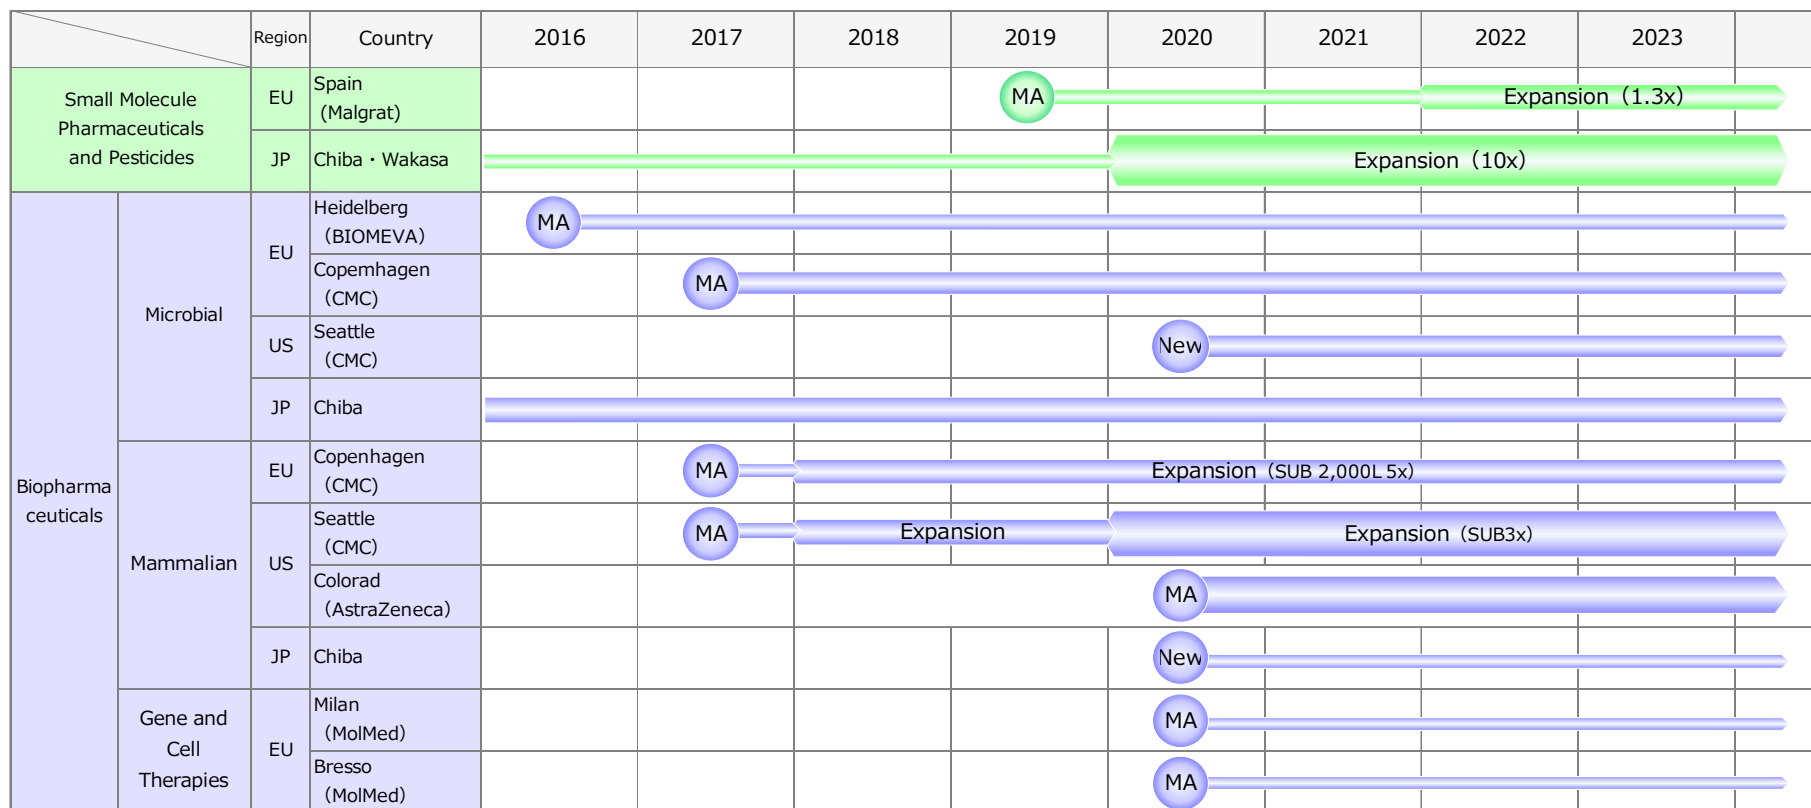 Region Country 2016 2017 2018 2019 2020 2021 2022 2023
Small Molecule
Pharmaceuticals
and Pesticides
EU
Spain
(Malgrat)
MA
Expansion（1.3x）
JP
Chiba・Wakasa
Expansion（10x）
Biopharma
ceuticals
Microbial
EU
Heidelberg
（BIOMEVA）
MA
Copemhagen
（CMC）
MA
US
Seattle
（CMC）
New
JP
Chiba
Mammalian
EU
Copenhagen
（CMC）
MA
Expansion（SUB 2,000L 5x）
US
Seattle
（CMC）
MA
Expansion
Expansion（SUB3x）
Colorad
（AstraZeneca）
MA
JP
Chiba
New
Gene and
Cell
Therapies
EU
Milan
（MolMed）
MA
Bresso
（MolMed）
MA